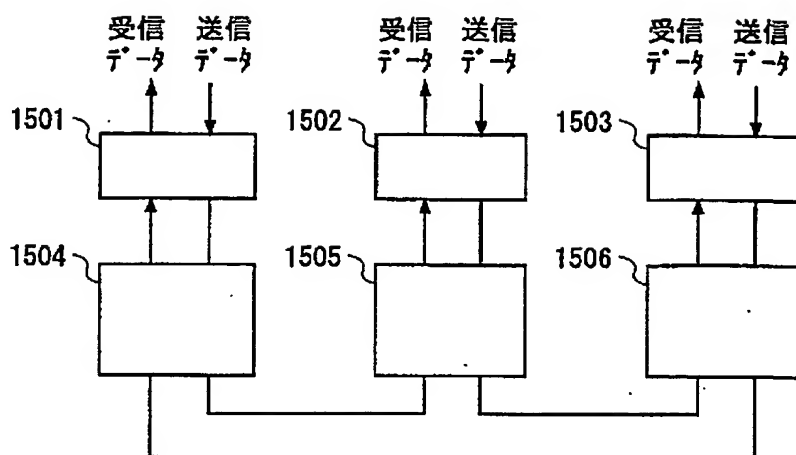 受信
データ
送信
データ
受信
データ
送信
データ
受信
データ
送信
データ
1501
1502
1503
1504
1505
1506